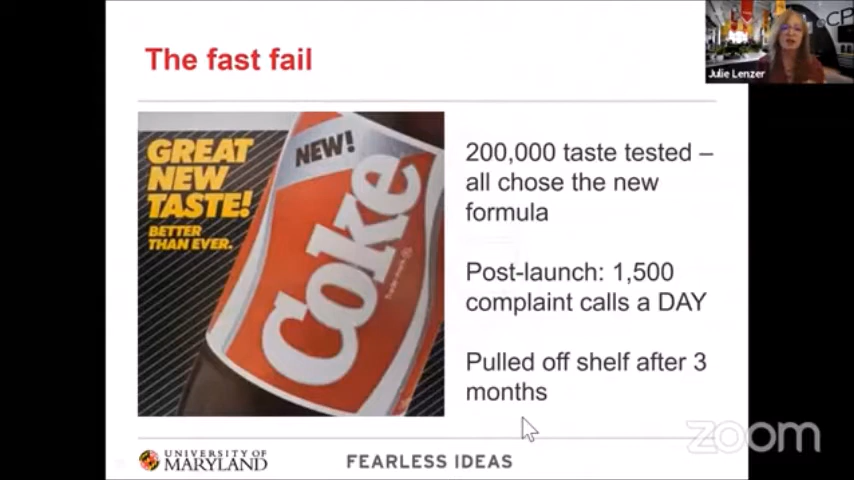 The fast fail
GREAT
NEW
TASTE!
BETTER
THAN EVER.
NEW!
Coke
Trade-mark ®
200,000 taste tested –
all chose the new
formula
Post-launch: 1,500
complaint calls a DAY
Pulled off shelf after 3
months
UNIVERSITY OF
MARYLAND
FEARLESS IDEAS
Julie Lenzer
zoom